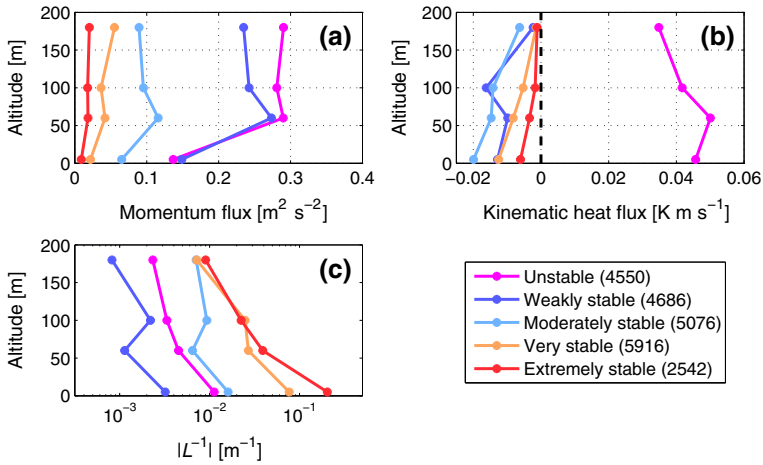 200
150
100
50
0
Altitude [m]
(a)
0
0.1
0.2
0.3
0.4
Momentum flux [m² s⁻²]
200
150
100
50
0
Altitude [m]
(b)
−0.02
0
0.02
0.04
0.06
Kinematic heat flux [K m s⁻¹]
200
150
100
50
0
Altitude [m]
(c)
10⁻³
10⁻²
10⁻¹
|L⁻¹| [m⁻¹]
Unstable (4550)
Weakly stable (4686)
Moderately stable (5076)
Very stable (5916)
Extremely stable (2542)